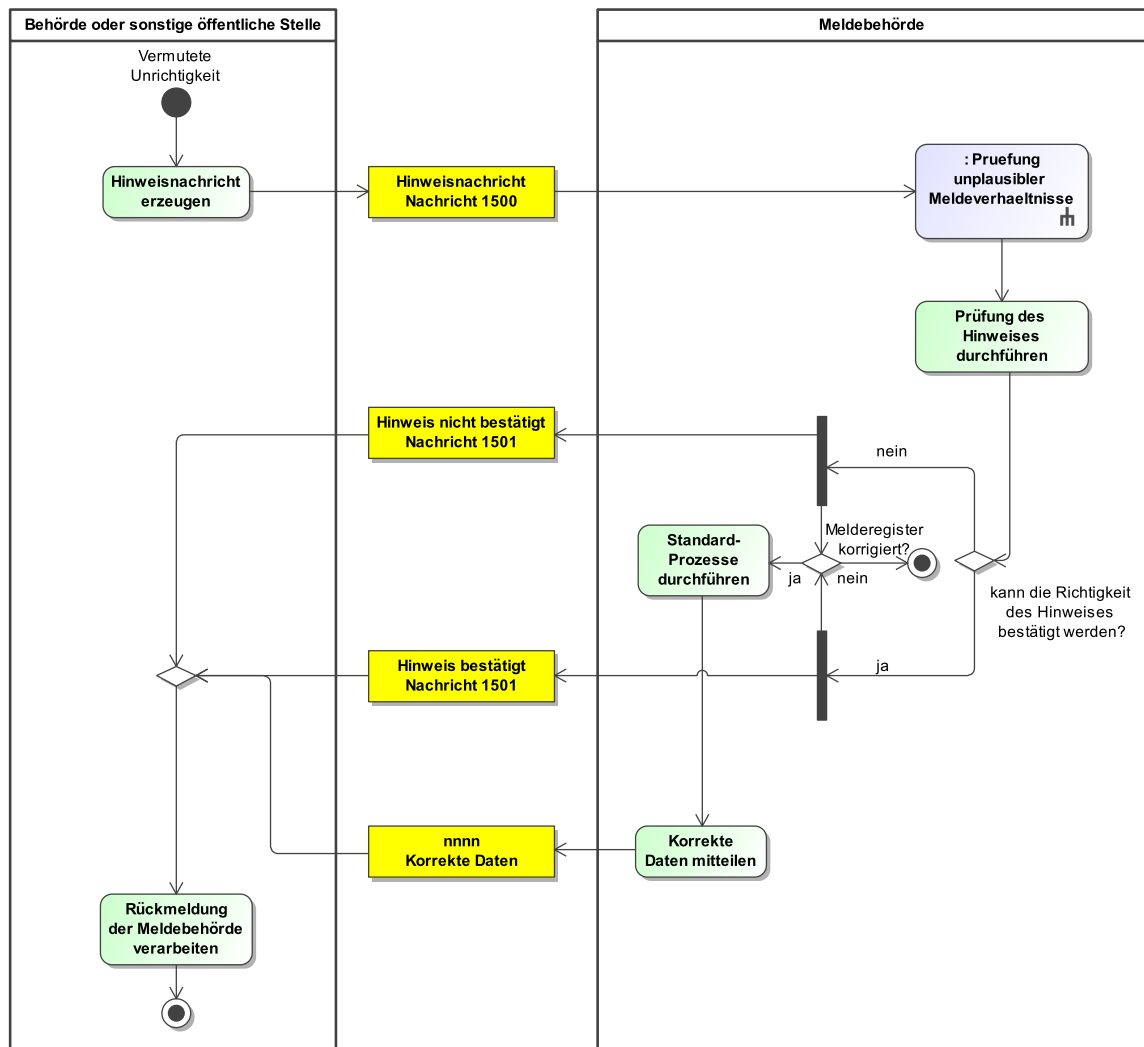 Behörde oder sonstige öffentliche Stelle
Meldebehörde
Vermutete
Unrichtigkeit
Hinweisnachricht
erzeugen
Hinweisnachricht
Nachricht 1500
: Pruefung
unplausibler
Meldeverhaeltnisse
Prüfung des
Hinweises
durchführen
Hinweis nicht bestätigt
Nachricht 1501
nein
Standard-
Prozesse
durchführen
Melderegister
korrigiert?
ja
nein
kann die Richtigkeit
des Hinweises
bestätigt werden?
Hinweis bestätigt
Nachricht 1501
ja
nnnn
Korrekte Daten
Korrekte
Daten mitteilen
Rückmeldung
der Meldebehörde
verarbeiten